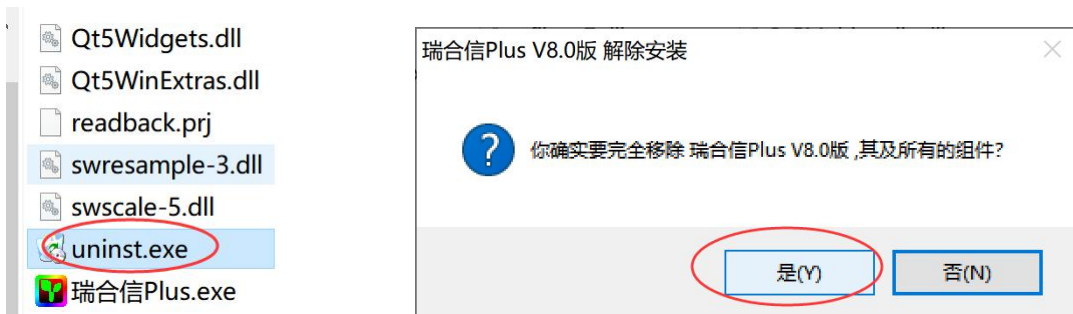 Qt5Widgets.dll
Qt5WinExtras.dll
readback.prj
swresample-3.dll
swscale-5.dll
uninst.exe
瑞合信Plus.exe
瑞合信Plus V8.0版 解除安装
你确实要完全移除 瑞合信Plus V8.0版 ,其及所有的组件?
是(Y)
否(N)